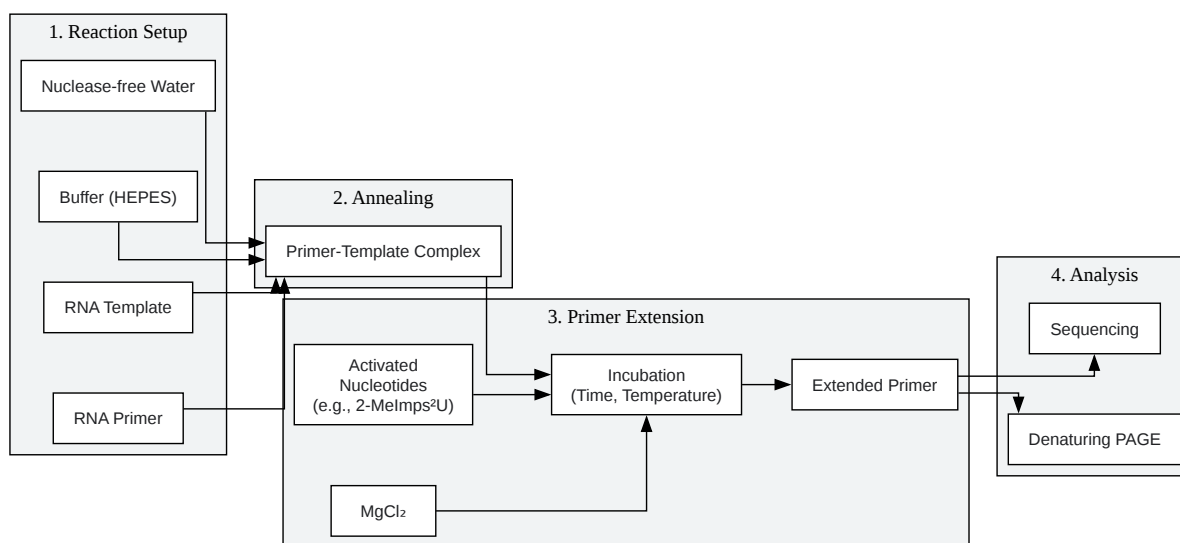 1. Reaction Setup
Nuclease-free Water
Buffer (HEPES)
RNA Template
RNA Primer
2. Annealing
Primer-Template Complex
3. Primer Extension
Activated
Nucleotides
(e.g., 2-MeImps²U)
MgCl₂
Incubation
(Time, Temperature)
Extended Primer
4. Analysis
Sequencing
Denaturing PAGE